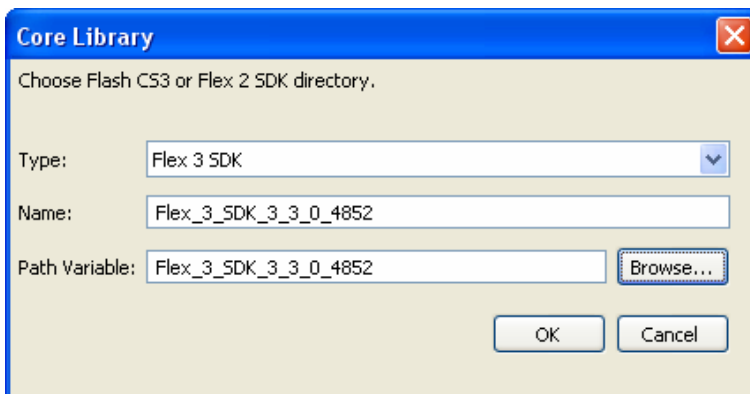 Core Library
Choose Flash CS3 or Flex 2 SDK directory.
Type: Flex 3 SDK
Name: Flex_3_SDK_3_3_0_4852
Path Variable: Flex_3_SDK_3_3_0_4852 Browse...
OK Cancel